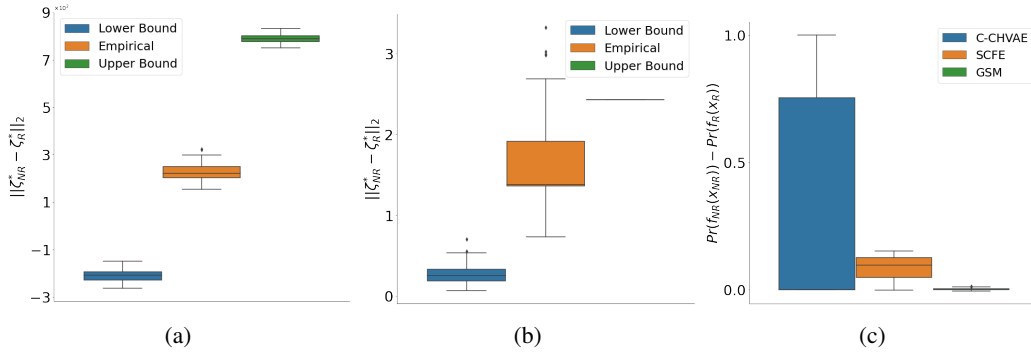 ×10²
9
7
3
−1
−3
||ζ*NR − ζ*R||2
Lower Bound
Empirical
Upper Bound
(a)
3
2
1
0
||ζ*NR − ζ*R||2
Lower Bound
Empirical
Upper Bound
(b)
1.0
0.5
0.0
Pr(fNR(xNR)) − Pr(fR(xR))
C-CHVAE
SCFE
GSM
(c)